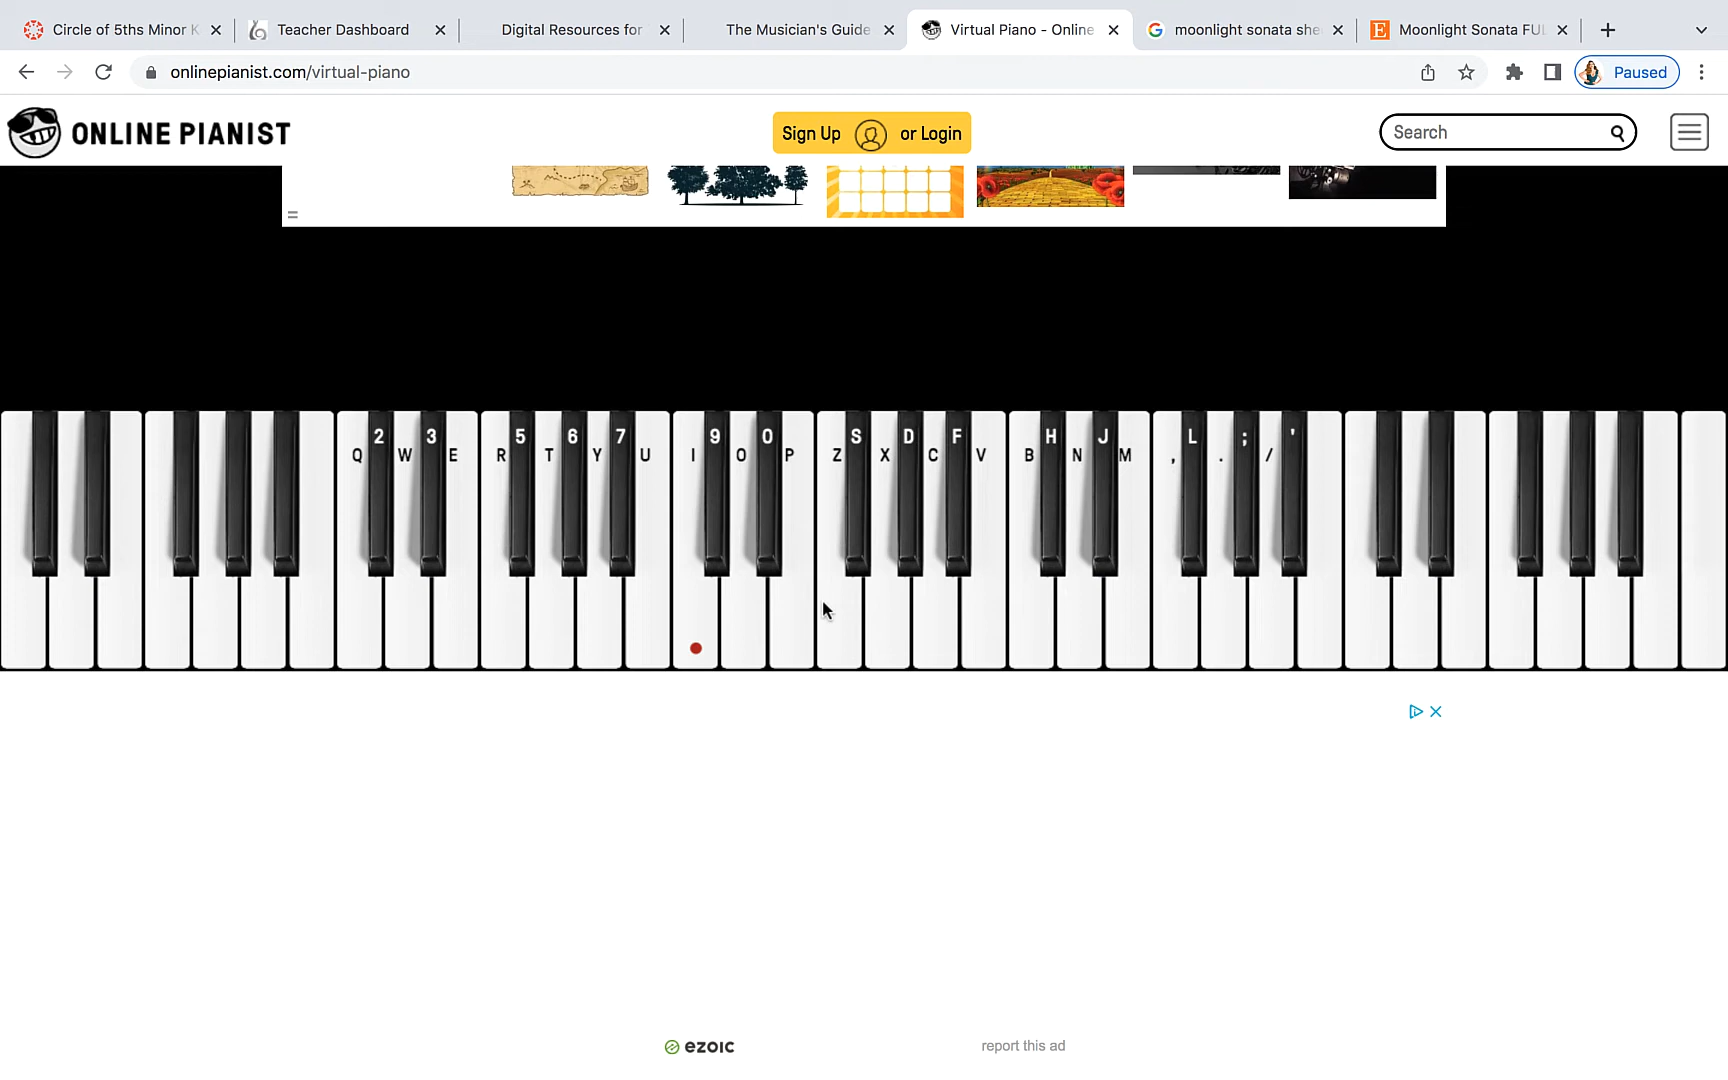 Circle of 5ths Minor K
Teacher Dashboard
Digital Resources for
The Musician's Guide
Virtual Piano - Online
moonlight sonata she
Moonlight Sonata FUL
onlinepianist.com/virtual-piano
Paused
ONLINE PIANIST
Sign Up or Login
Search
2 3 5 6 7 9 0 S D F H J L ; '
Q W E R T Y U I O P Z X C V B N M , . /
ezoic
report this ad